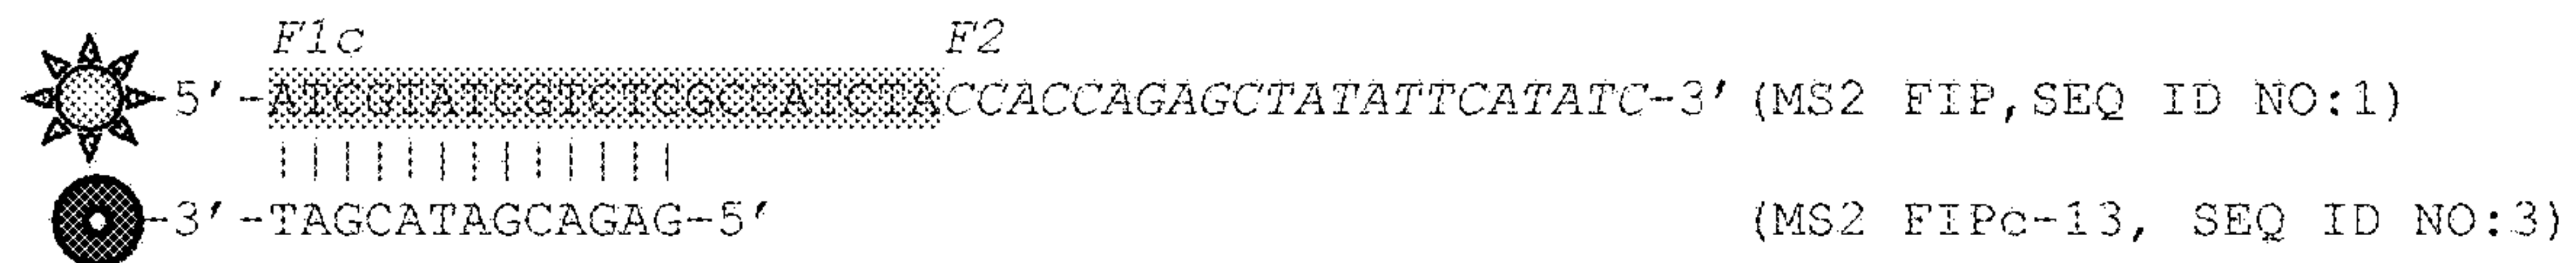 F1c F2
5'-ATCGTATCGTCTCGCCATCTACCACCAGAGCTATATTCATATC-3' (MS2 FIP, SEQ ID NO:1)
3'-TAGCATAGCAGAG-5' (MS2 FIPc-13, SEQ ID NO:3)